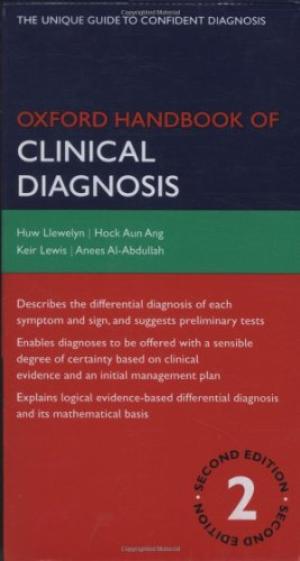 THE UNIQUE GUIDE TO CONFIDENT DIAGNOSIS
OXFORD HANDBOOK OF
CLINICAL
DIAGNOSIS
Huw Llewelyn | Hock Aun Ang
Keir Lewis | Anees Al-Abdullah
Describes the differential diagnosis of each
symptom and sign, and suggests preliminary tests
Enables diagnoses to be offered with a sensible
degree of certainty based on clinical
evidence and an initial management plan
Explains logical evidence-based differential diagnosis
and its mathematical basis
• SECOND EDITION • SECOND EDITION
2